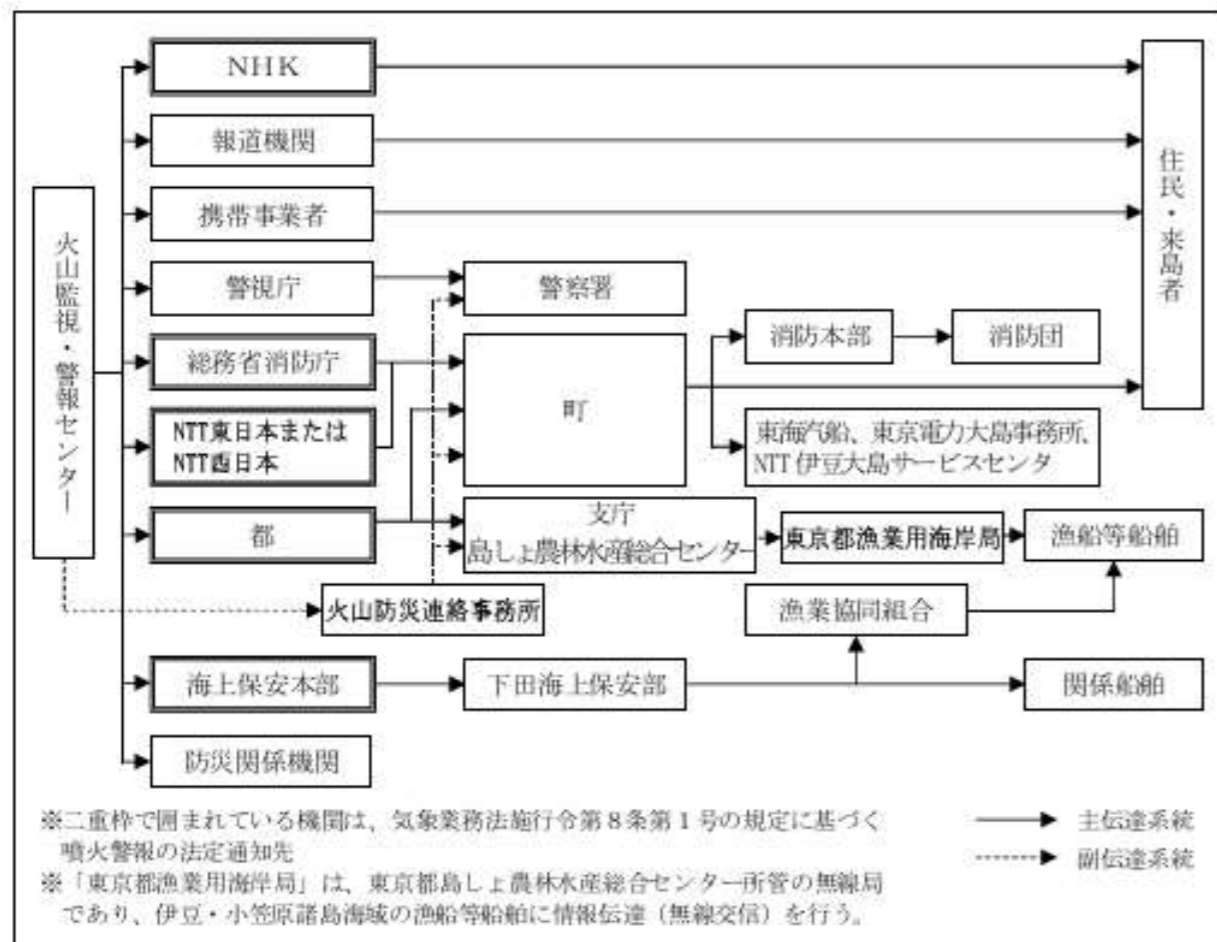 NHK
報道機関
携帯事業者
警視庁
総務省消防庁
NTT東日本または
NTT西日本
都
火山監視・警報センター
警察署
町
支庁
島しょ農林水産総合センター
火山防災連絡事務所
海上保安本部
下田海上保安部
防災関係機関
消防本部
消防団
東海汽船、東京電力大島事務所、
NTT伊豆大島サービスセンタ
東京都漁業用海岸局
漁船等船舶
漁業協同組合
関係船舶
住民・来島者
※二重枠で囲まれている機関は、気象業務法施行令第8条第1号の規定に基づく
噴火警報の法定通知先
※「東京都漁業用海岸局」は、東京都島しょ農林水産総合センター所管の無線局
であり、伊豆・小笠原諸島海域の漁船等船舶に情報伝達（無線交信）を行う。
主伝達系統
副伝達系統